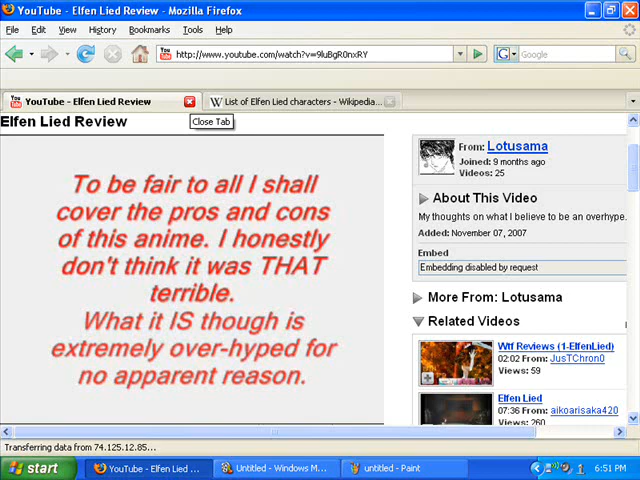 YouTube - Elfen Lied Review - Mozilla Firefox
File Edit View History Bookmarks Tools Help
http://www.youtube.com/watch?v=9luBgR0nxRY
Google
YouTube - Elfen Lied Review
List of Elfen Lied characters - Wikipedia...
Close Tab
Elfen Lied Review
To be fair to all I shall
cover the pros and cons
of this anime. I honestly
don't think it was THAT
terrible.
What it IS though is
extremely over-hyped for
no apparent reason.
From: Lotusama
Joined: 9 months ago
Videos: 25
About This Video
My thoughts on what I believe to be an overhype.
Added: November 07, 2007
Embed
Embedding disabled by request
More From: Lotusama
Related Videos
Wtf Reviews (1-ElfenLied)
02:02 From: JusTChron0
Views: 59
Elfen Lied
07:36 From: aikoarisaka420
Views: 260
Transferring data from 74.125.12.85...
start
YouTube - Elfen Lied ...
Untitled - Windows M...
untitled - Paint
6:51 PM